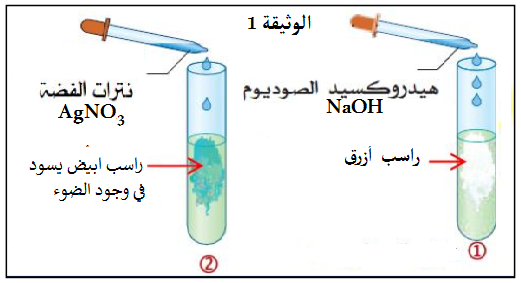 الوثيقة 1
هيدروكسيد الصوديوم
NaOH
راسب أزرق
①
نترات الفضة
AgNO3
راسب ابيض يسود
في وجود الضوء
②